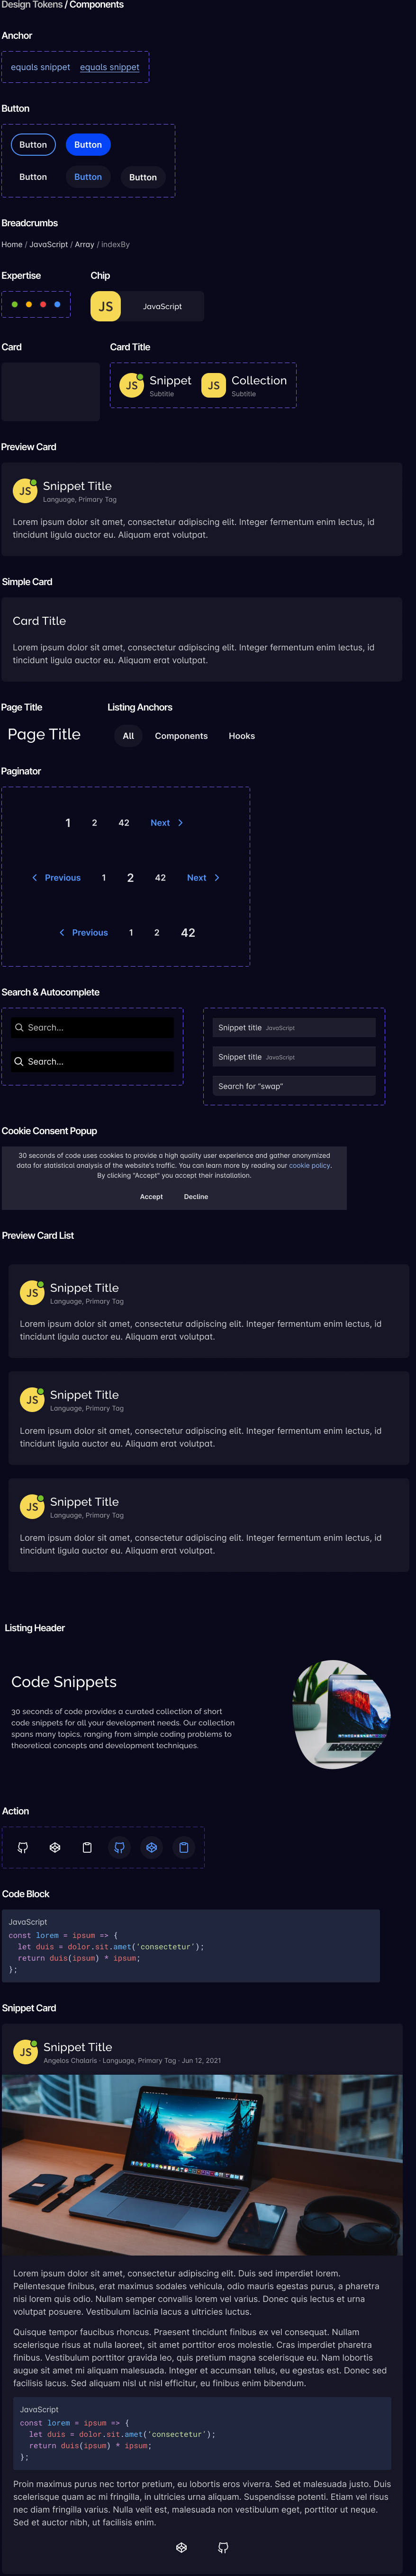 Design Tokens / Components
Anchor
equals snippet equals snippet
Button
Button Button
Button Button Button
Breadcrumbs
Home / JavaScript / Array / indexBy
Expertise Chip
JS JavaScript
Card Card Title
JS Snippet JS Collection
Subtitle Subtitle
Preview Card
JS Snippet Title
Language, Primary Tag
Lorem ipsum dolor sit amet, consectetur adipiscing elit. Integer fermentum enim lectus, id
tincidunt ligula auctor eu. Aliquam erat volutpat.
Simple Card
Card Title
Lorem ipsum dolor sit amet, consectetur adipiscing elit. Integer fermentum enim lectus, id
tincidunt ligula auctor eu. Aliquam erat volutpat.
Page Title Listing Anchors
Page Title All Components Hooks
Paginator
1 2 42 Next
Previous 1 2 42 Next
Previous 1 2 42
Search & Autocomplete
Search... Snippet title JavaScript
Snippet title JavaScript
Search... Search for "swap"
Cookie Consent Popup
30 seconds of code uses cookies to provide a high quality user experience and gather anonymized
data for statistical analysis of the website's traffic. You can learn more by reading our cookie policy.
By clicking "Accept" you accept their installation.
Accept Decline
Preview Card List
JS Snippet Title
Language, Primary Tag
Lorem ipsum dolor sit amet, consectetur adipiscing elit. Integer fermentum enim lectus, id
tincidunt ligula auctor eu. Aliquam erat volutpat.
JS Snippet Title
Language, Primary Tag
Lorem ipsum dolor sit amet, consectetur adipiscing elit. Integer fermentum enim lectus, id
tincidunt ligula auctor eu. Aliquam erat volutpat.
JS Snippet Title
Language, Primary Tag
Lorem ipsum dolor sit amet, consectetur adipiscing elit. Integer fermentum enim lectus, id
tincidunt ligula auctor eu. Aliquam erat volutpat.
Listing Header
Code Snippets
30 seconds of code provides a curated collection of short
code snippets for all your development needs. Our collection
spans many topics, ranging from simple coding problems to
theoretical concepts and development techniques.
Action
Code Block
JavaScript
const lorem = ipsum => {
let duis = dolor.sit.amet('consectetur');
return duis(ipsum) * ipsum;
};
Snippet Card
JS Snippet Title
Angelos Chalaris · Language, Primary Tag · Jun 12, 2021
Lorem ipsum dolor sit amet, consectetur adipiscing elit. Duis sed imperdiet lorem.
Pellentesque finibus, erat maximus sodales vehicula, odio mauris egestas purus, a pharetra
nisi lorem quis odio. Nullam semper convallis lorem vel varius. Donec quis lectus et urna
volutpat posuere. Vestibulum lacinia lacus a ultricies luctus.
Quisque tempor faucibus rhoncus. Praesent tincidunt finibus ex vel consequat. Nullam
scelerisque risus at nulla laoreet, sit amet porttitor eros molestie. Cras imperdiet pharetra
finibus. Vestibulum porttitor gravida leo, quis pretium magna scelerisque eu. Nam lobortis
augue sit amet mi aliquam malesuada. Integer et accumsan tellus, eu egestas est. Donec sed
facilisis lacus. Sed aliquam nisl ut nisl efficitur, eu finibus enim bibendum.
JavaScript
const lorem = ipsum => {
let duis = dolor.sit.amet('consectetur');
return duis(ipsum) * ipsum;
};
Proin maximus purus nec tortor pretium, eu lobortis eros viverra. Sed et malesuada justo. Duis
scelerisque quam ac mi fringilla, in ultricies urna aliquam. Suspendisse potenti. Etiam vel risus
nec diam fringilla varius. Nulla velit est, malesuada non vestibulum eget, porttitor ut neque.
Sed et auctor nibh, ut facilisis enim.